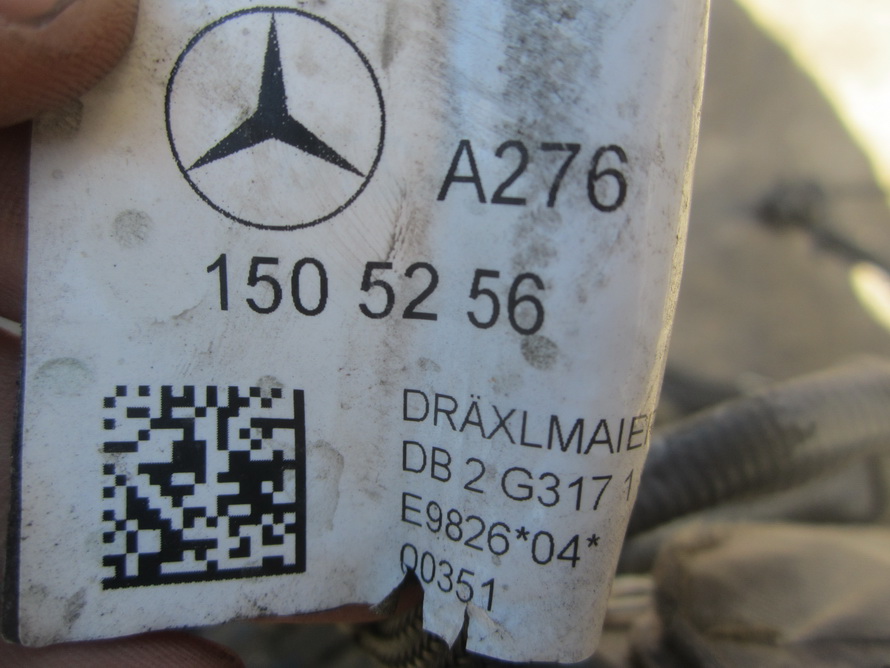 A276
150 52 56
DRÄXLMAIER
DB 2 G317 1
E9826*04*
00351